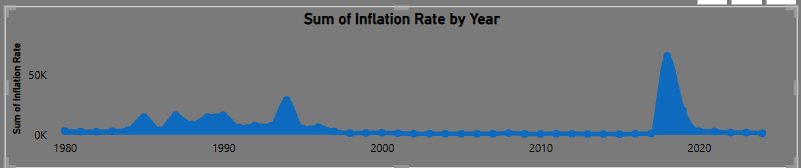 Sum of Inflation Rate by Year
Sum of Inflation Rate
50K
0K
1980 1990 2000 2010 2020